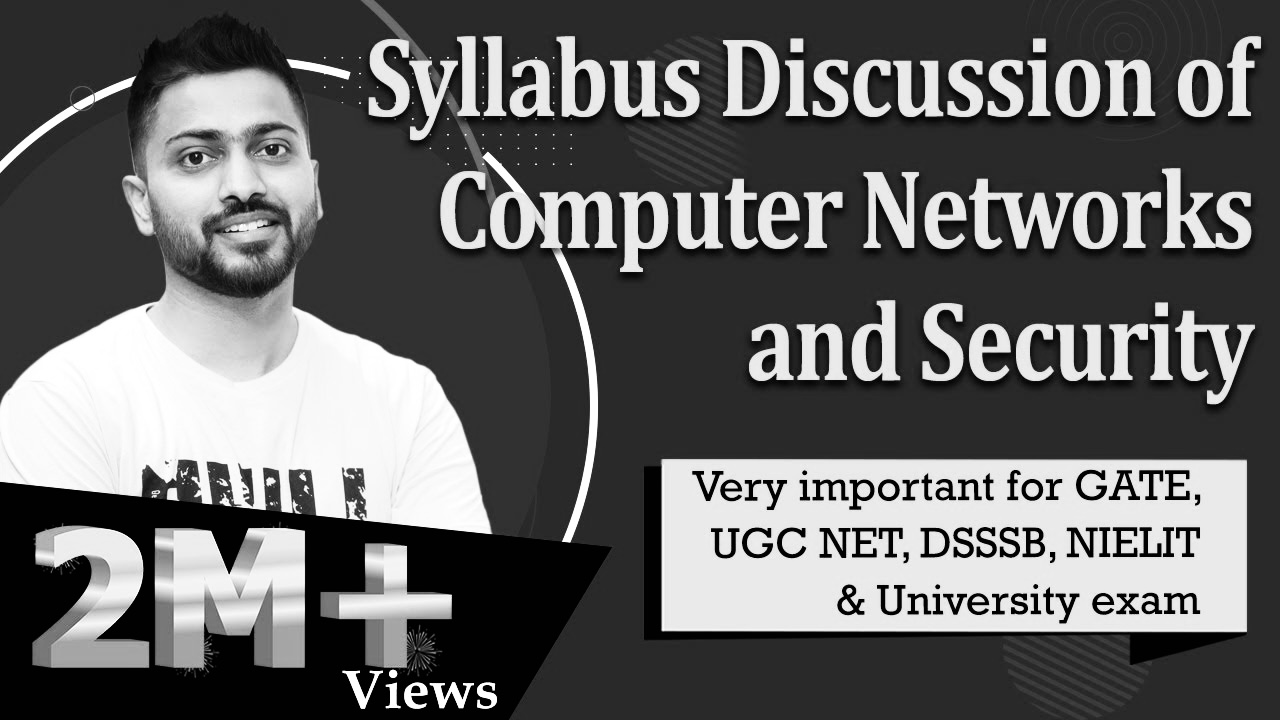 Syllabus Discussion of
Computer Networks
and Security
Very important for GATE,
UGC NET, DSSSB, NIELIT
& University exam
2M+
Views